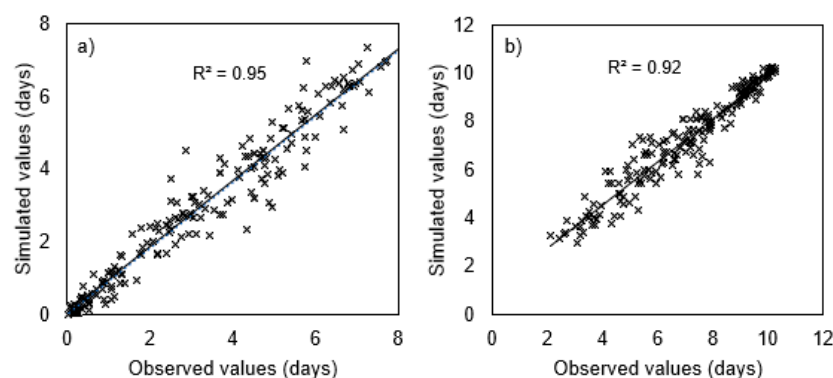 a)
R² = 0.95
Simulated values (days)
8
6
4
2
0
0 2 4 6 8
Observed values (days)
b)
R² = 0.92
Simulated values (days)
12
10
8
6
4
2
0
0 2 4 6 8 10 12
Observed values (days)